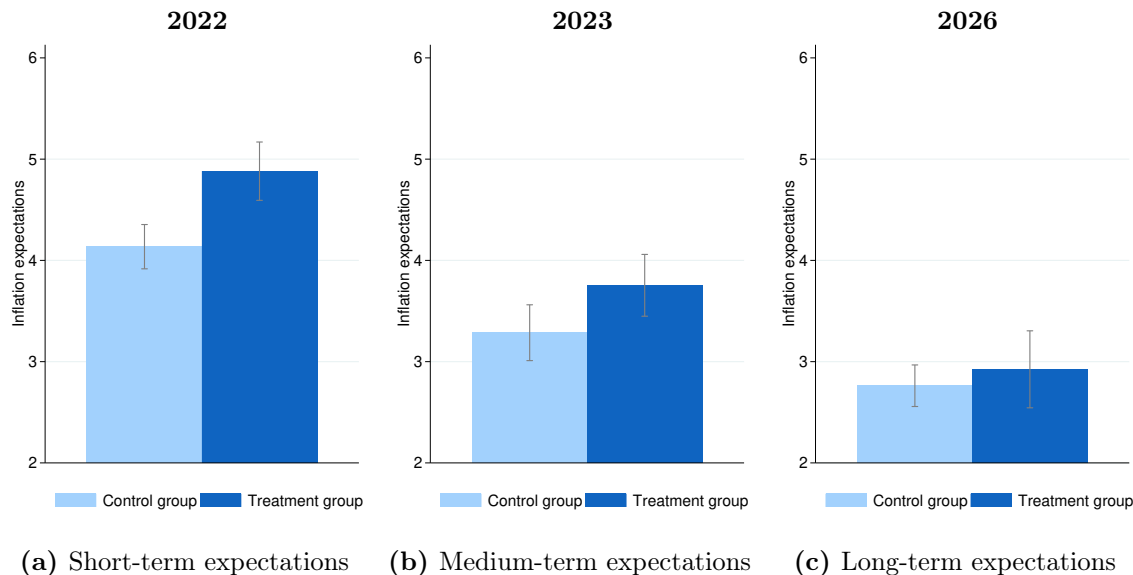 2022
6
5
4
3
2
Inflation expectations
Control group
Treatment group
(a) Short-term expectations
2023
6
5
4
3
2
Inflation expectations
Control group
Treatment group
(b) Medium-term expectations
2026
6
5
4
3
2
Inflation expectations
Control group
Treatment group
(c) Long-term expectations